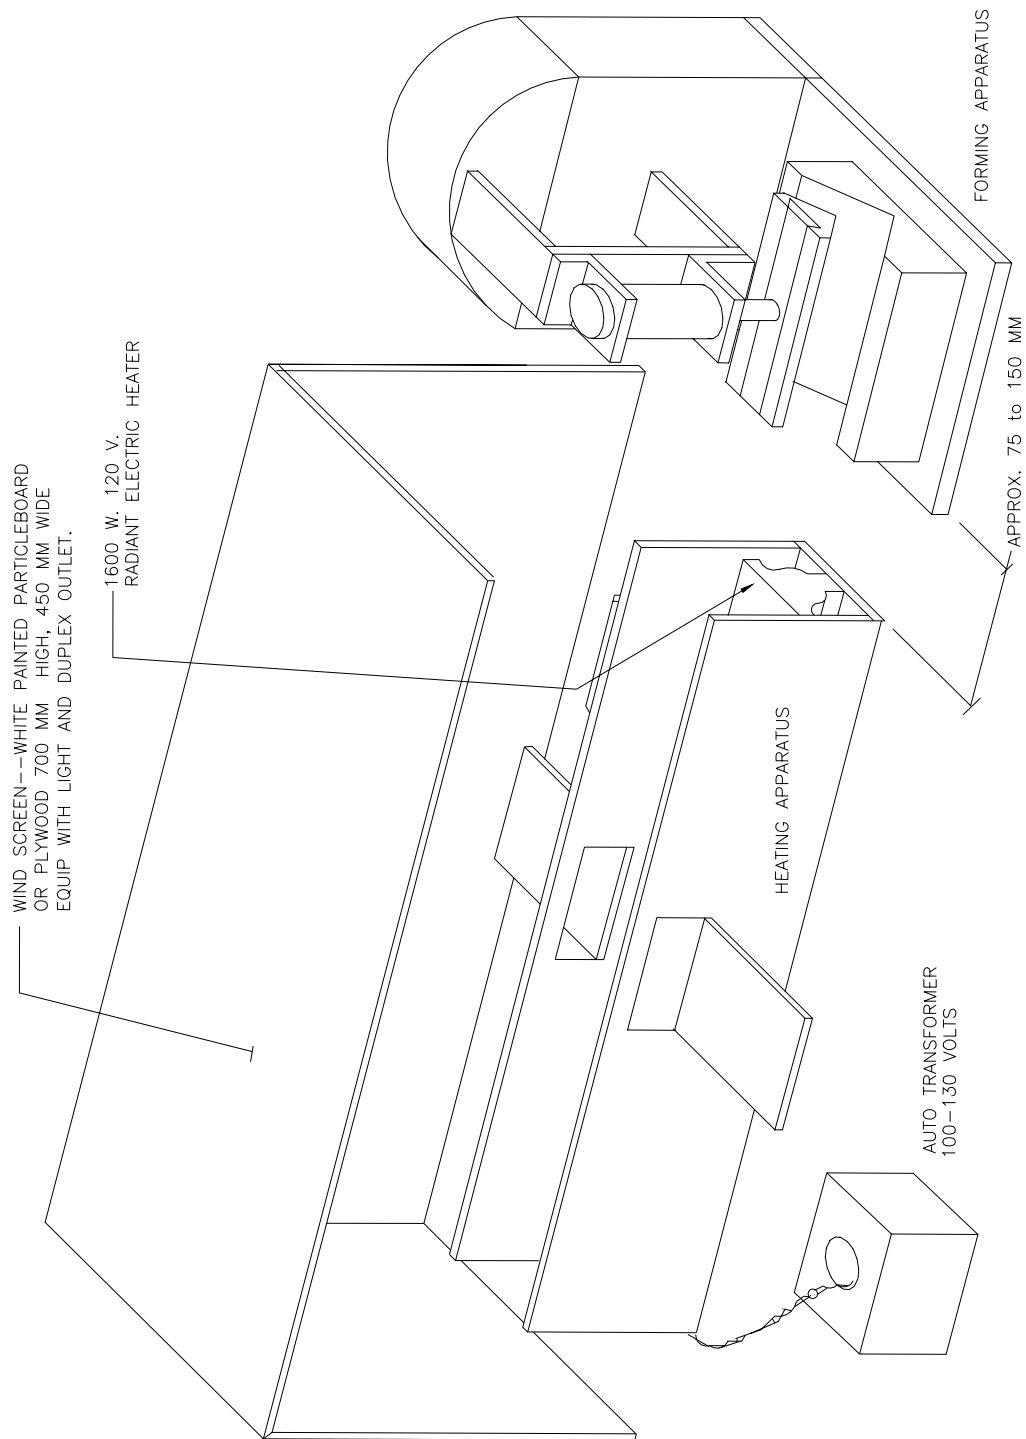 WIND SCREEN--WHITE PAINTED PARTICLEBOARD
OR PLYWOOD 700 MM HIGH, 450 MM WIDE
EQUIP WITH LIGHT AND DUPLEX OUTLET.
1600 W. 120 V.
RADIANT ELECTRIC HEATER
HEATING APPARATUS
AUTO TRANSFORMER
100-130 VOLTS
FORMING APPARATUS
APPROX. 75 to 150 MM